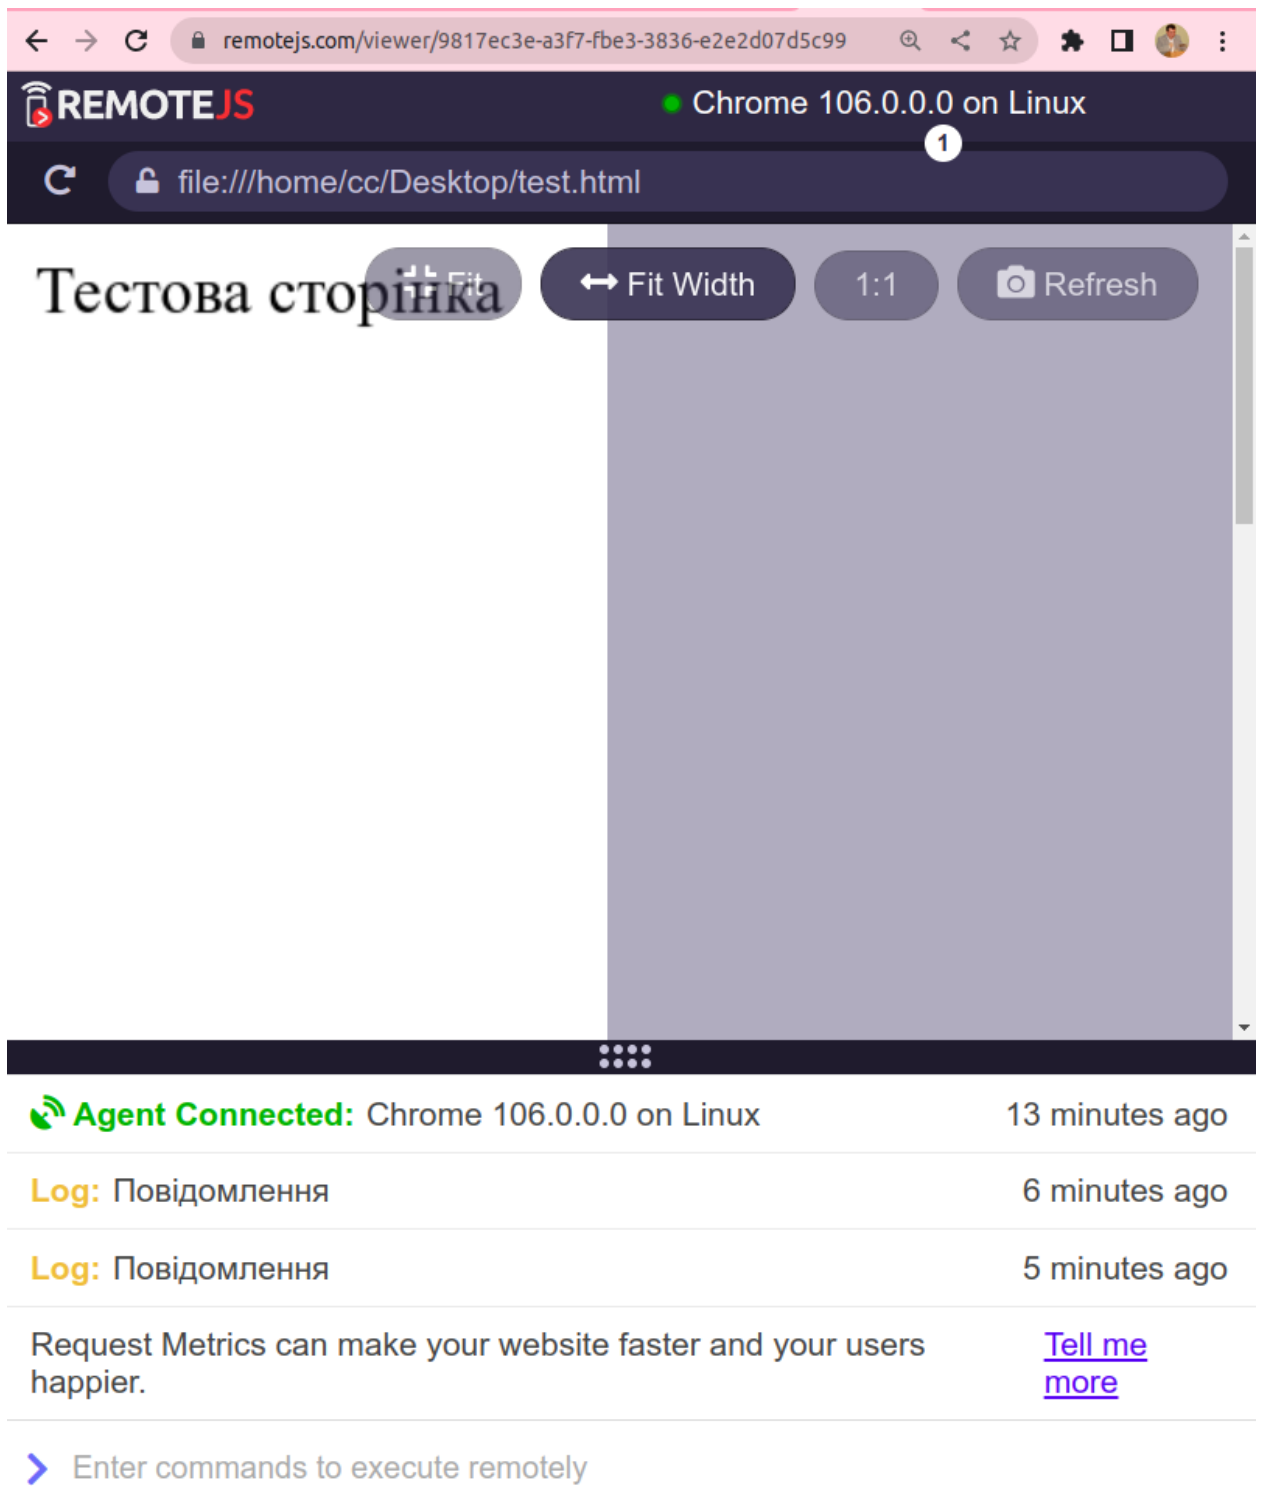 remotejs.com/viewer/9817ec3e-a3f7-fbe3-3836-e2e2d07d5c99
REMOTEJS
Chrome 106.0.0.0 on Linux
1
file:///home/cc/Desktop/test.html
Тестова сторінка
Fit
Fit Width
1:1
Refresh
Agent Connected: Chrome 106.0.0.0 on Linux
13 minutes ago
Log: Повідомлення
6 minutes ago
Log: Повідомлення
5 minutes ago
Request Metrics can make your website faster and your users
happier.
Tell me
more
Enter commands to execute remotely